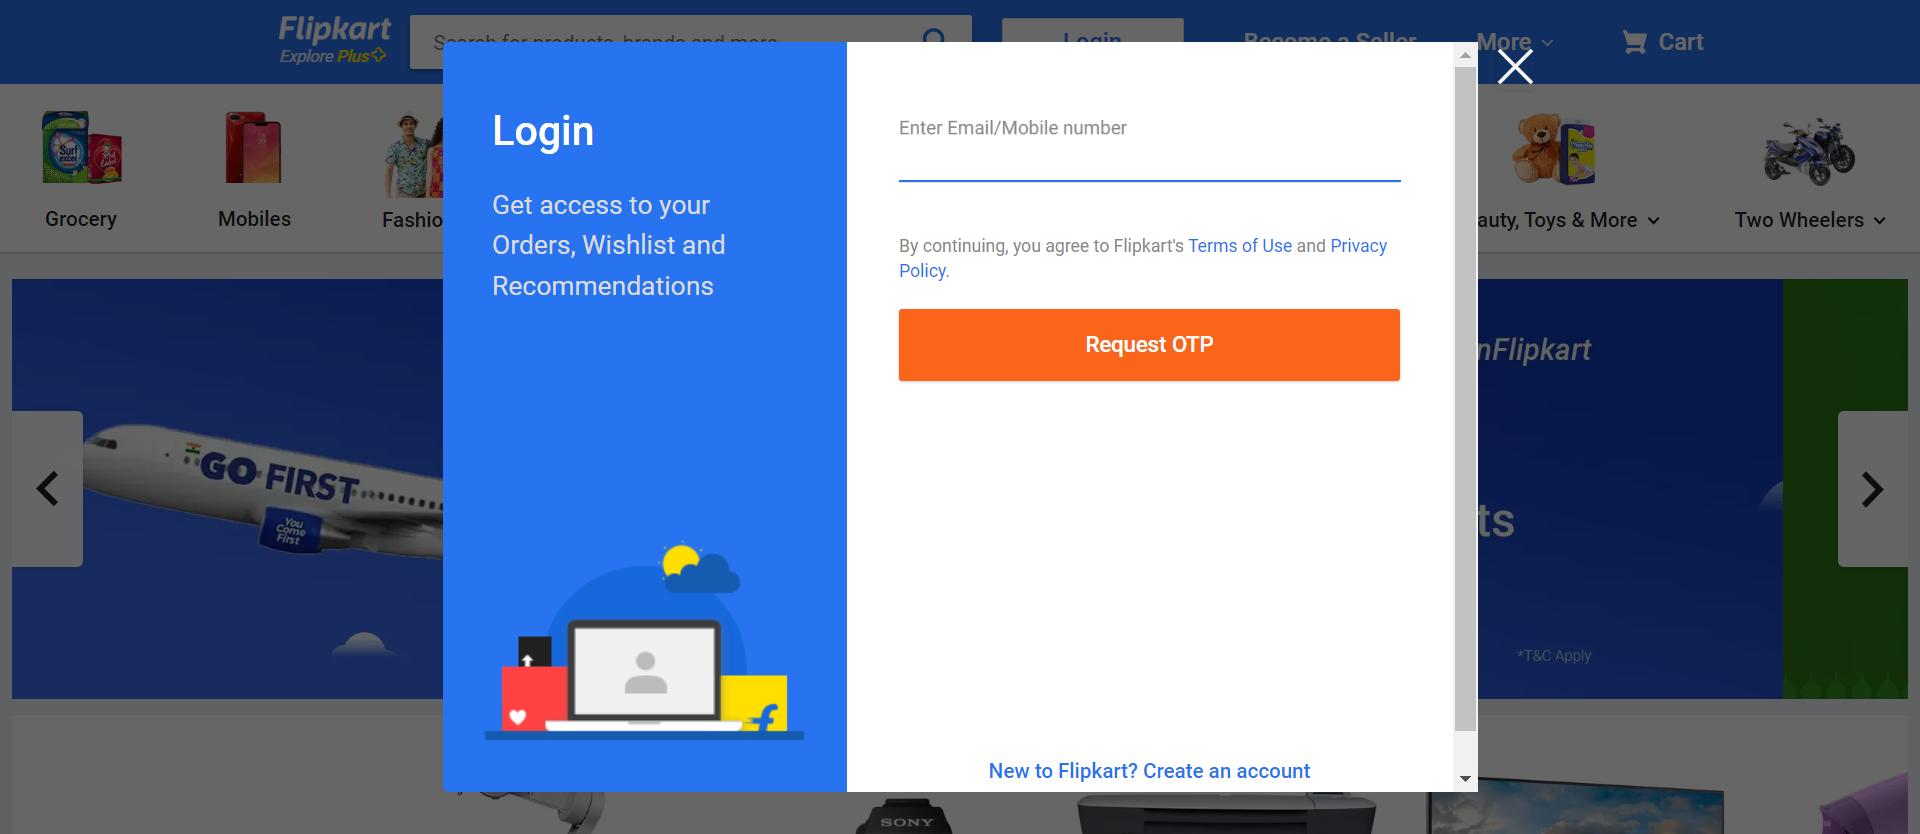 Flipkart
Explore Plus
Search for products, brands and more
Login
Become a Seller
More
Cart
Surf excel
Grocery
Mobiles
Fashio
auty, Toys & More
Two Wheelers
Login
Get access to your
Orders, Wishlist and
Recommendations
Enter Email/Mobile number
By continuing, you agree to Flipkart's Terms of Use and Privacy
Policy.
Request OTP
New to Flipkart? Create an account
GO FIRST
You
Come
First
nFlipkart
ts
*T&C Apply
SONY